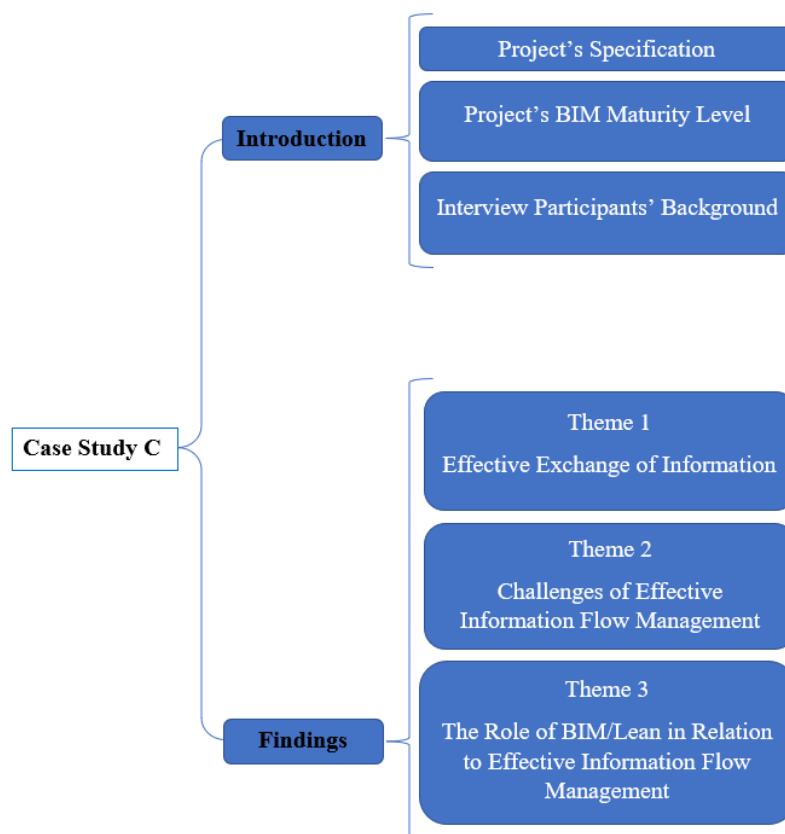 Project’s Specification
Project’s BIM Maturity Level
Introduction
Interview Participants’ Background
Case Study C
Theme 1
Effective Exchange of Information
Theme 2
Challenges of Effective
Information Flow Management
Theme 3
The Role of BIM/Lean in Relation
to Effective Information Flow
Management
Findings